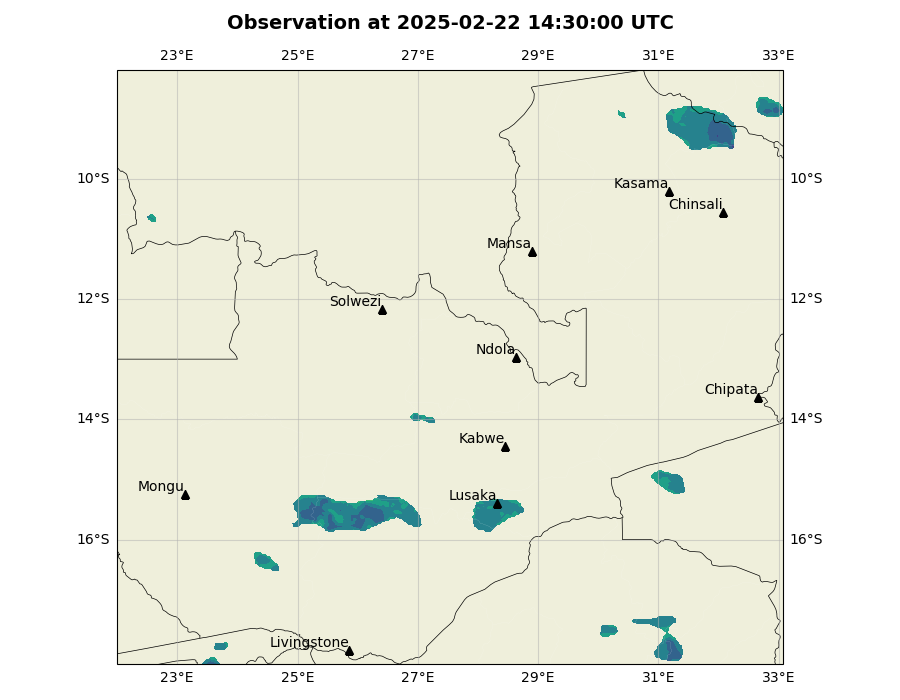 Observation at 2025-02-22 14:30:00 UTC
23°E 25°E 27°E 29°E 31°E 33°E
10°S 10°S
Kasama
Chinsali
Mansa
12°S 12°S
Solwezi
Ndola
Chipata
14°S 14°S
Kabwe
Mongu
Lusaka
16°S 16°S
Livingstone
23°E 25°E 27°E 29°E 31°E 33°E